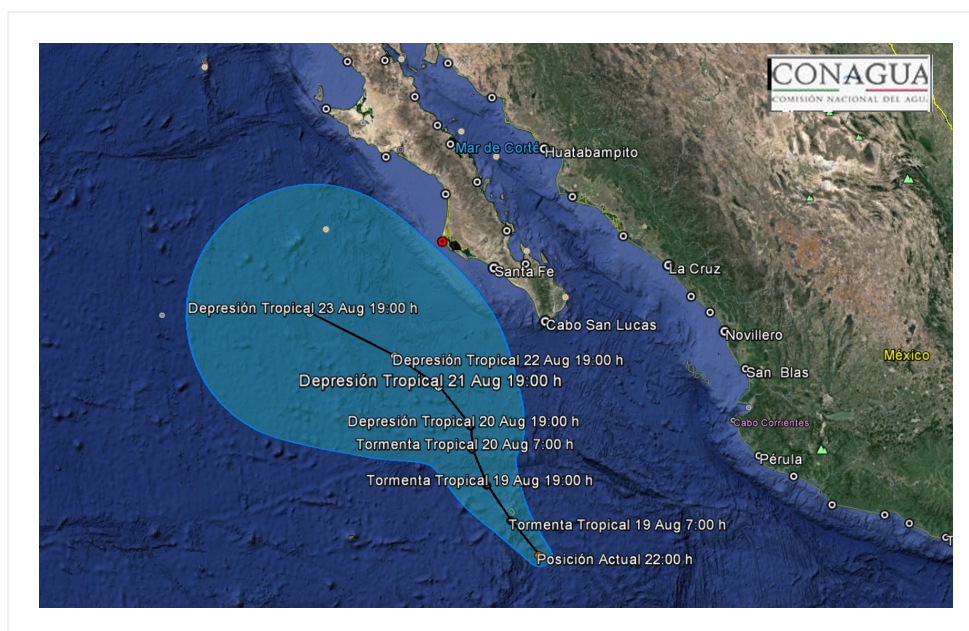 CONAGUA
COMISIÓN NACIONAL DEL AGU
Mar de Corté
Huatabampito
Santa Fe
La Cruz
Depresión Tropical 23 Aug 19:00 h
Cabo San Lucas
Novillero
Depresión Tropical 22 Aug 19:00 h
México
Depresión Tropical 21 Aug 19:00 h
San Blas
Depresión Tropical 20 Aug 19:00 h
Cabo Corrientes
Tormenta Tropical 20 Aug 7:00 h
Pérula
Tormenta Tropical 19 Aug 19:00 h
Tormenta Tropical 19 Aug 7:00 h
T
Posición Actual 22:00 h